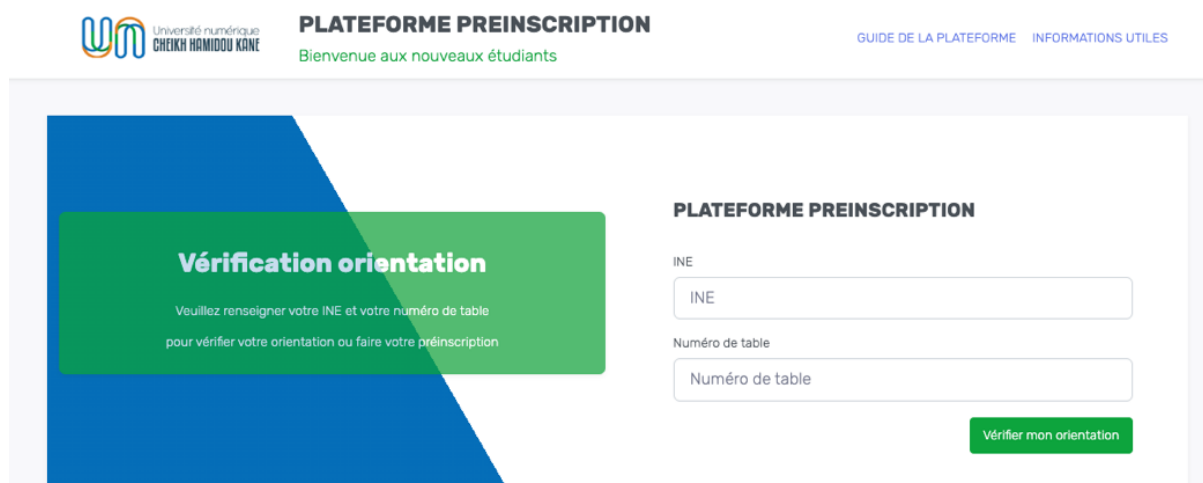 Université numérique
CHEIKH HAMIDOU KANE
PLATEFORME PREINSCRIPTION
Bienvenue aux nouveaux étudiants
GUIDE DE LA PLATEFORME
INFORMATIONS UTILES
Vérification orientation
Veuillez renseigner votre INE et votre numéro de table
pour vérifier votre orientation ou faire votre préinscription
PLATEFORME PREINSCRIPTION
INE
INE
Numéro de table
Numéro de table
Vérifier mon orientation